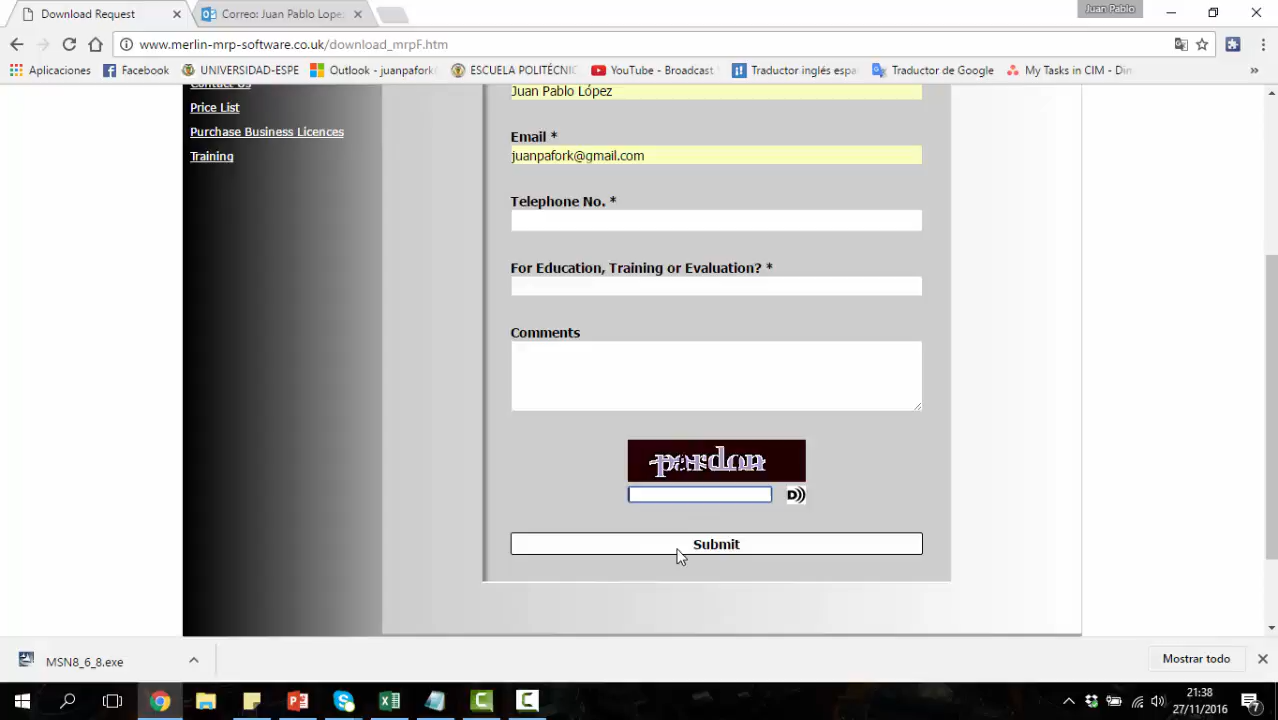 Download Request
Correo: Juan Pablo Lope
Juan Pablo
www.merlin-mrp-software.co.uk/download_mrpF.htm
Aplicaciones
Facebook
UNIVERSIDAD-ESPE
Outlook - juanpafork
ESCUELA POLITÉCNIC
YouTube - Broadcast
Traductor inglés espa
Traductor de Google
My Tasks in CIM - Din
»
Contact Us
Price List
Purchase Business Licences
Training
Juan Pablo López
Email *
juanpafork@gmail.com
Telephone No. *
For Education, Training or Evaluation? *
Comments
pardon
Submit
MSN8_6_8.exe
Mostrar todo
21:38
27/11/2016
7